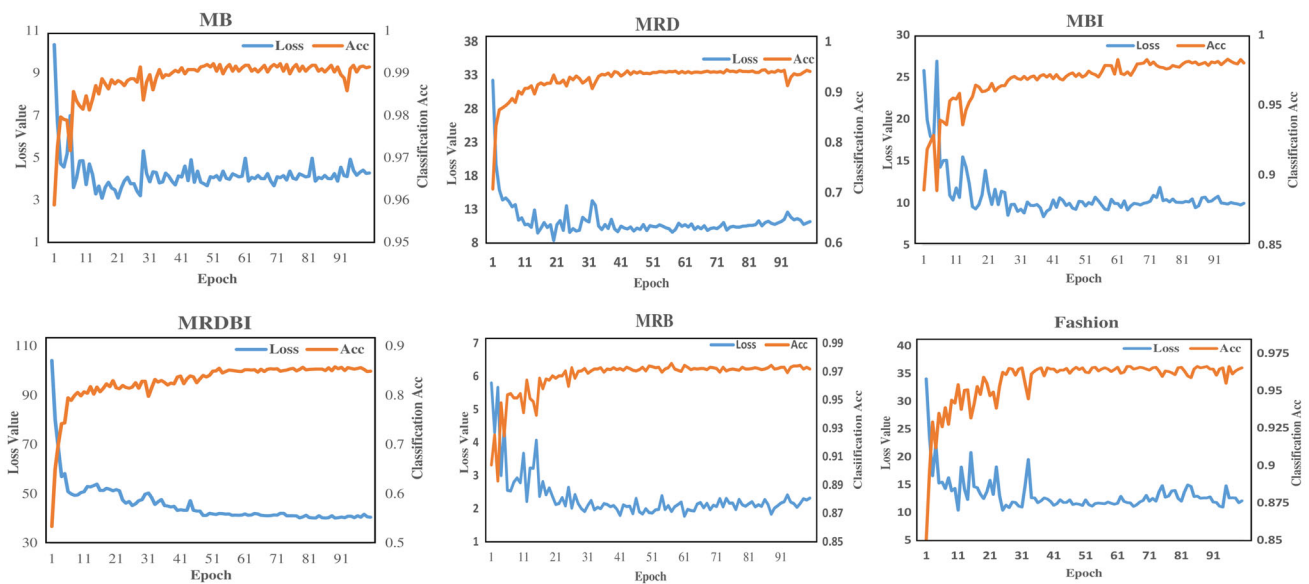 MB
Loss Acc
11
9
7
5
3
1
Loss Value
1
0.99
0.98
0.97
0.96
0.95
Classification Acc
1 11 21 31 41 51 61 71 81 91
Epoch
MRD
Loss Acc
38
33
28
23
18
13
8
Loss Value
1
0.9
0.8
0.7
0.6
Classification Acc
1 11 21 31 41 51 61 71 81 91
Epoch
MBI
Loss Acc
30
25
20
15
10
5
Loss Value
1
0.95
0.9
0.85
Classification Acc
1 11 21 31 41 51 61 71 81 91
Epoch
MRDBI
Loss Acc
110
90
70
50
30
Loss Value
0.9
0.8
0.7
0.6
0.5
Classification Acc
1 11 21 31 41 51 61 71 81 91
Epoch
MRB
Loss Acc
7
6
5
4
3
2
1
Loss Value
0.99
0.97
0.95
0.93
0.91
0.89
0.87
0.85
Classification Acc
1 11 21 31 41 51 61 71 81 91
Epoch
Fashion
Loss Acc
40
35
30
25
20
15
10
5
Loss Value
0.975
0.95
0.925
0.9
0.875
0.85
Classification Acc
1 11 21 31 41 51 61 71 81 91
Epoch